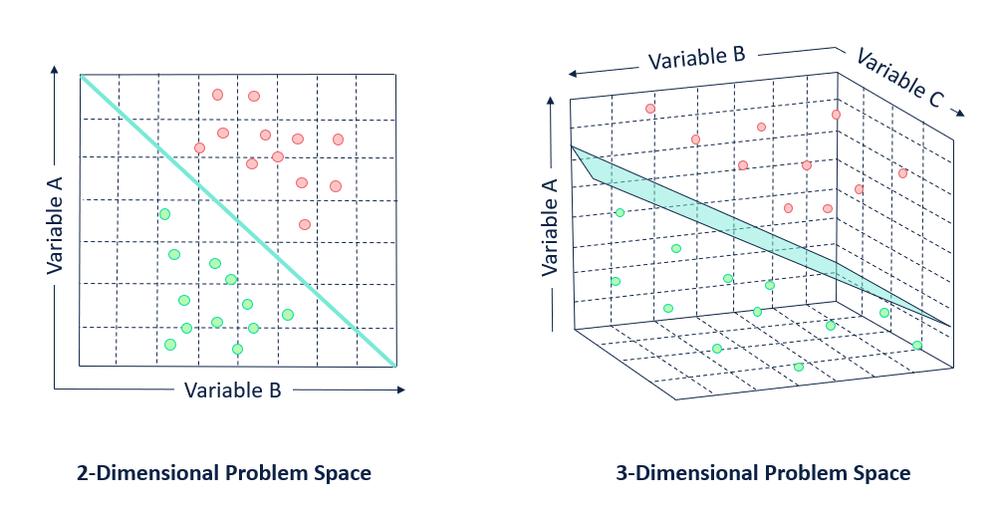 Variable A
Variable B
2-Dimensional Problem Space
Variable B
Variable C
Variable A
3-Dimensional Problem Space